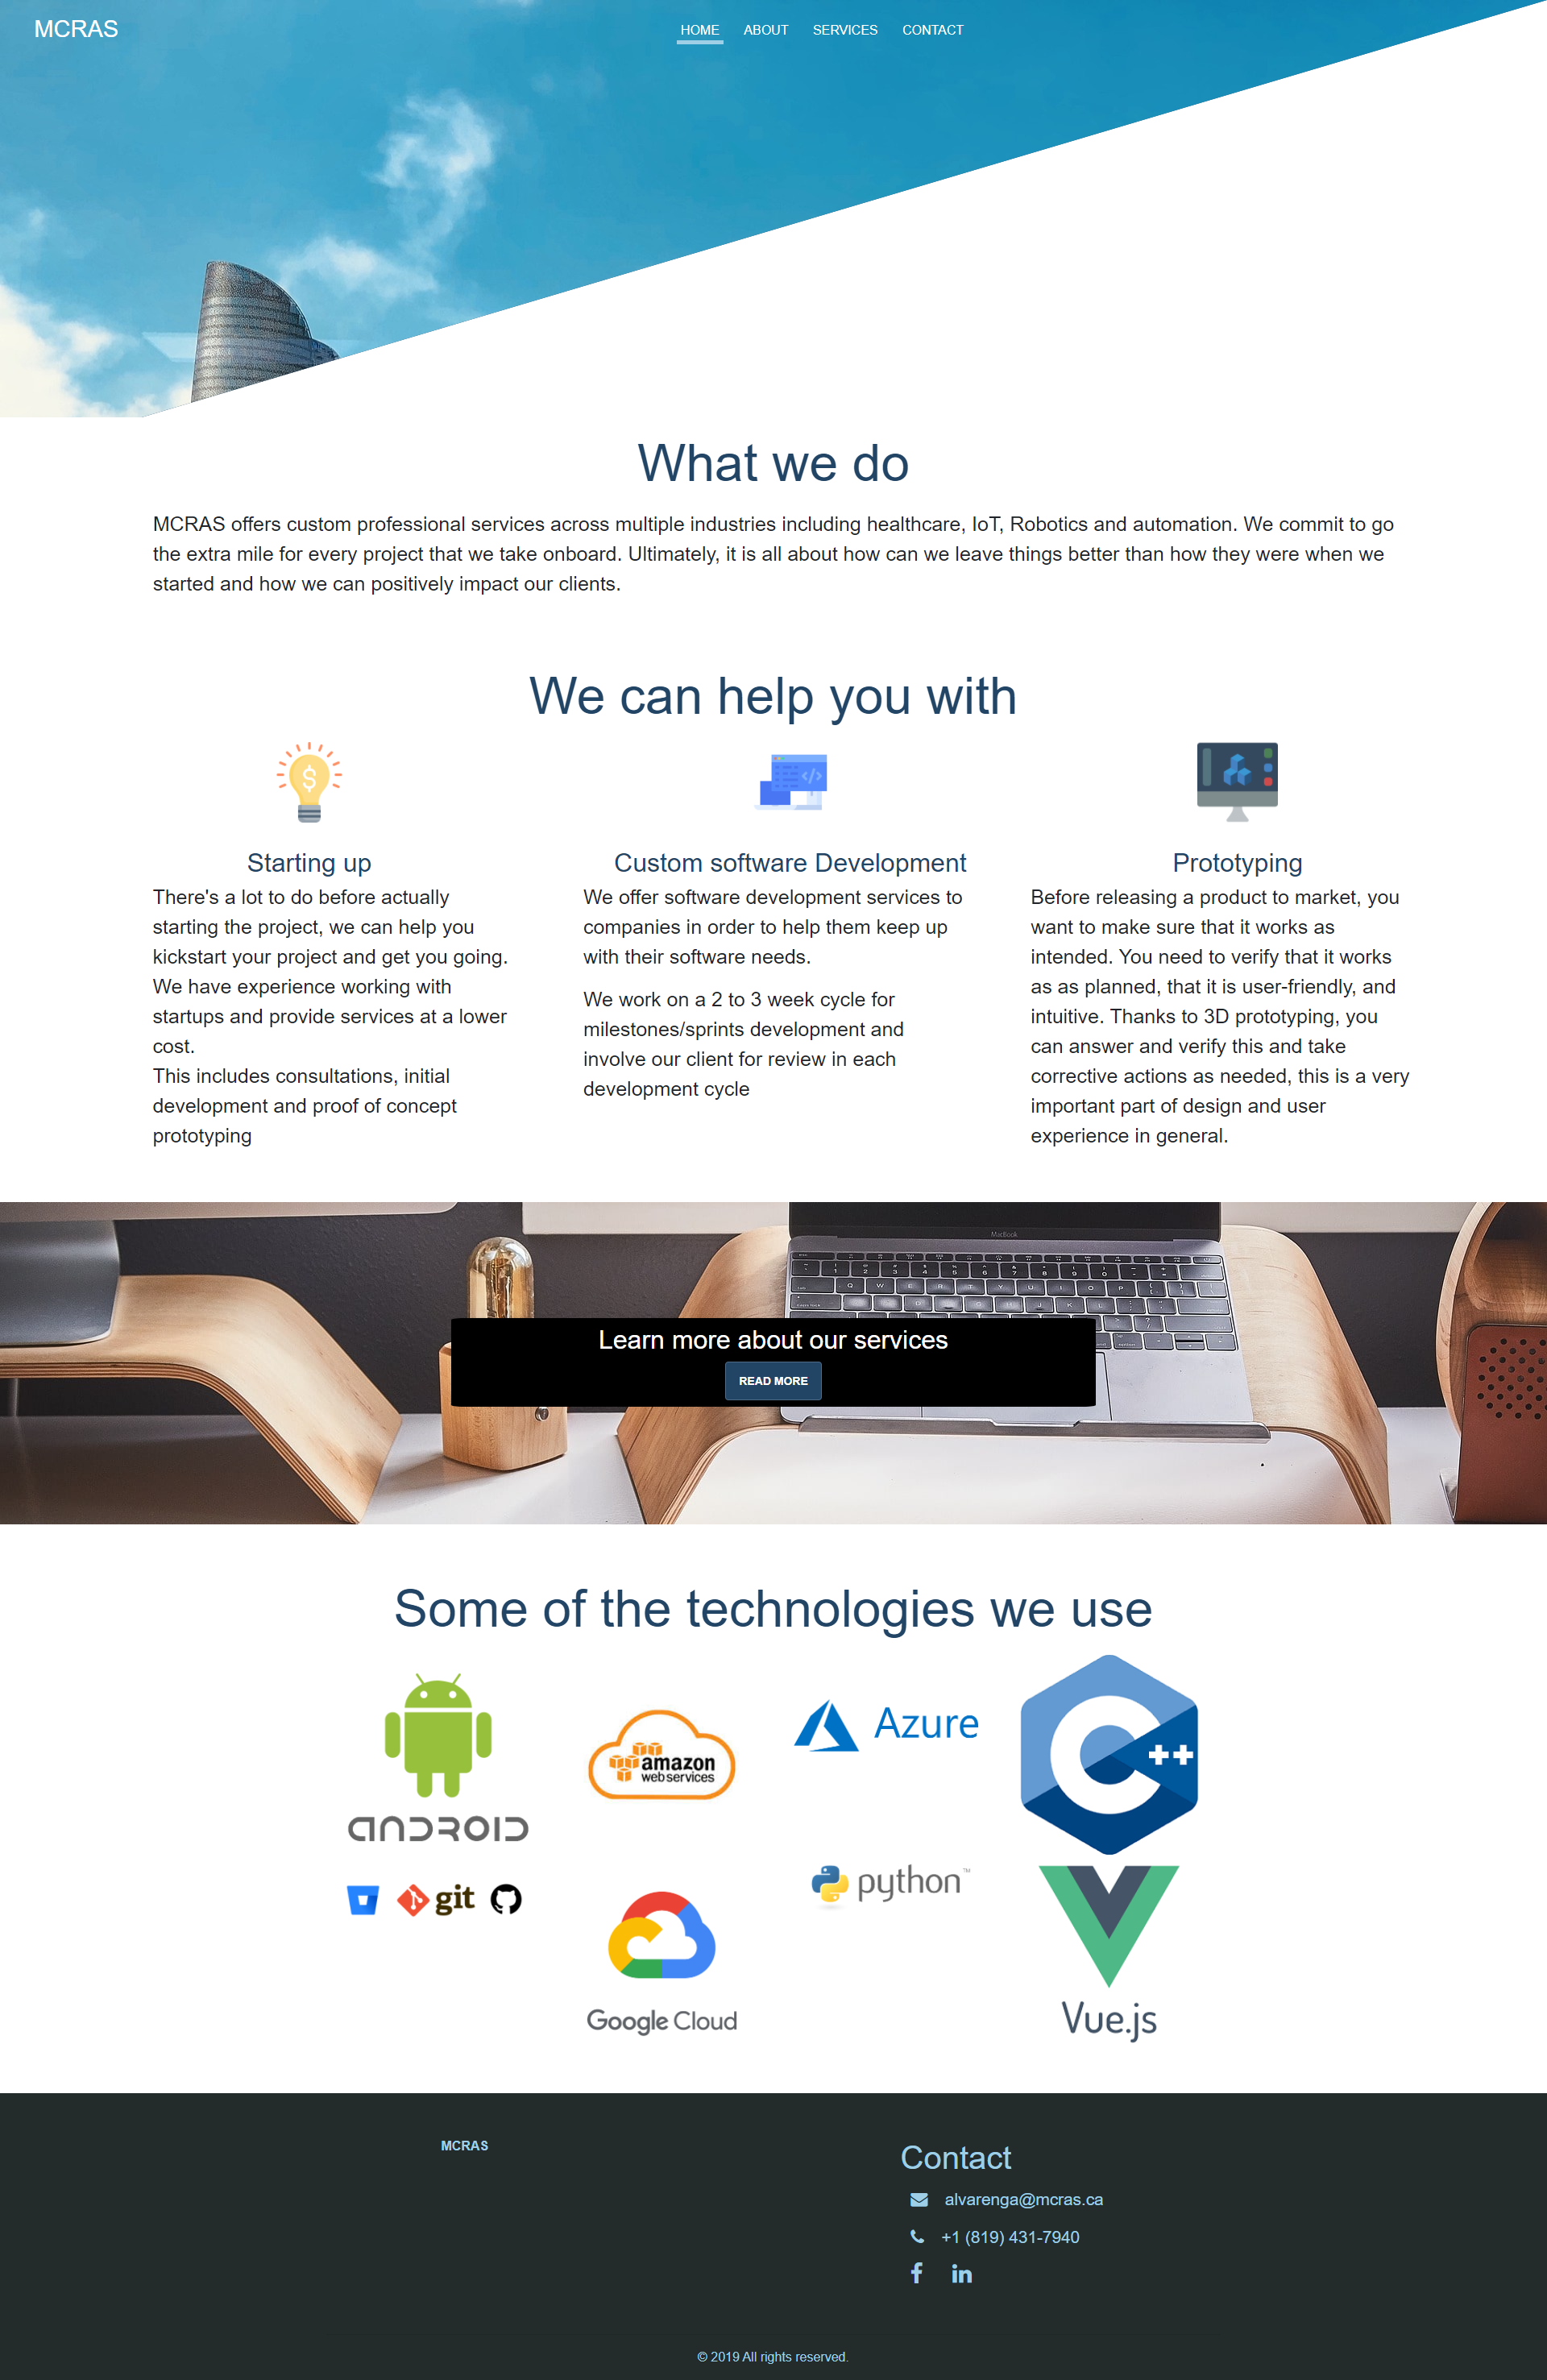 MCRAS
HOME ABOUT SERVICES CONTACT
What we do
MCRAS offers custom professional services across multiple industries including healthcare, IoT, Robotics and automation. We commit to go
the extra mile for every project that we take onboard. Ultimately, it is all about how can we leave things better than how they were when we
started and how we can positively impact our clients.
We can help you with
Starting up
There's a lot to do before actually
starting the project, we can help you
kickstart your project and get you going.
We have experience working with
startups and provide services at a lower
cost.
This includes consultations, initial
development and proof of concept
prototyping
Custom software Development
We offer software development services to
companies in order to help them keep up
with their software needs.
We work on a 2 to 3 week cycle for
milestones/sprints development and
involve our client for review in each
development cycle
Prototyping
Before releasing a product to market, you
want to make sure that it works as
intended. You need to verify that it works
as as planned, that it is user-friendly, and
intuitive. Thanks to 3D prototyping, you
can answer and verify this and take
corrective actions as needed, this is a very
important part of design and user
experience in general.
MacBook
Learn more about our services
READ MORE
Some of the technologies we use
ANDROID
amazon
webservices
Azure
C++
git
Google Cloud
python™
Vue.js
MCRAS
Contact
alvarenga@mcras.ca
+1 (819) 431-7940
f in
© 2019 All rights reserved.